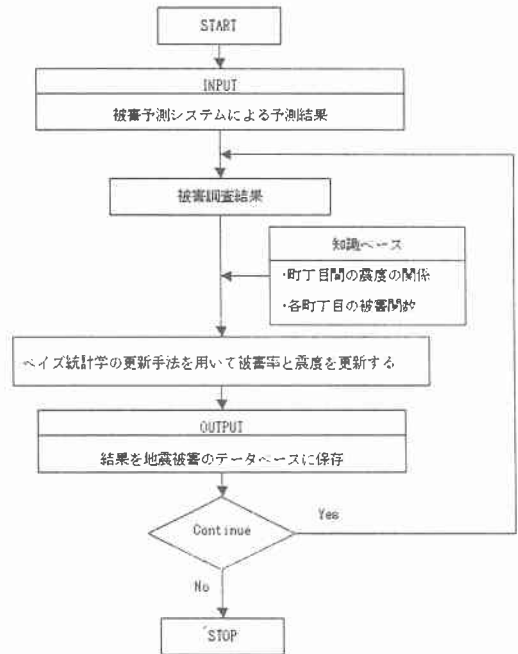 START
INPUT
被害予測システムによる予測結果
被害調査結果
知識ベース
・町丁目間の震度の関係
・各町丁目の被害関数
ベイズ統計学の更新手法を用いて被害率と震度を更新する
OUTPUT
結果を地震被害のデータベースに保存
Continue
Yes
No
STOP